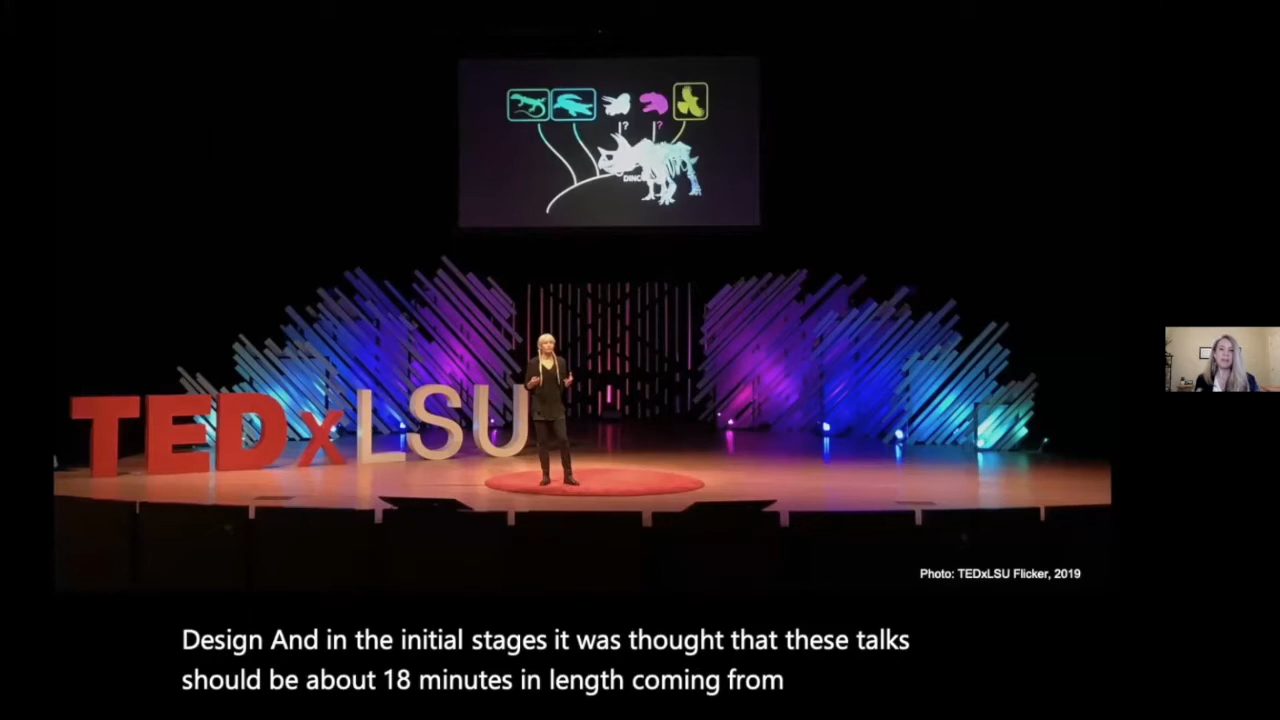 ?
?
TEDxLSU
Photo: TEDxLSU Flicker, 2019
Design And in the initial stages it was thought that these talks
should be about 18 minutes in length coming from